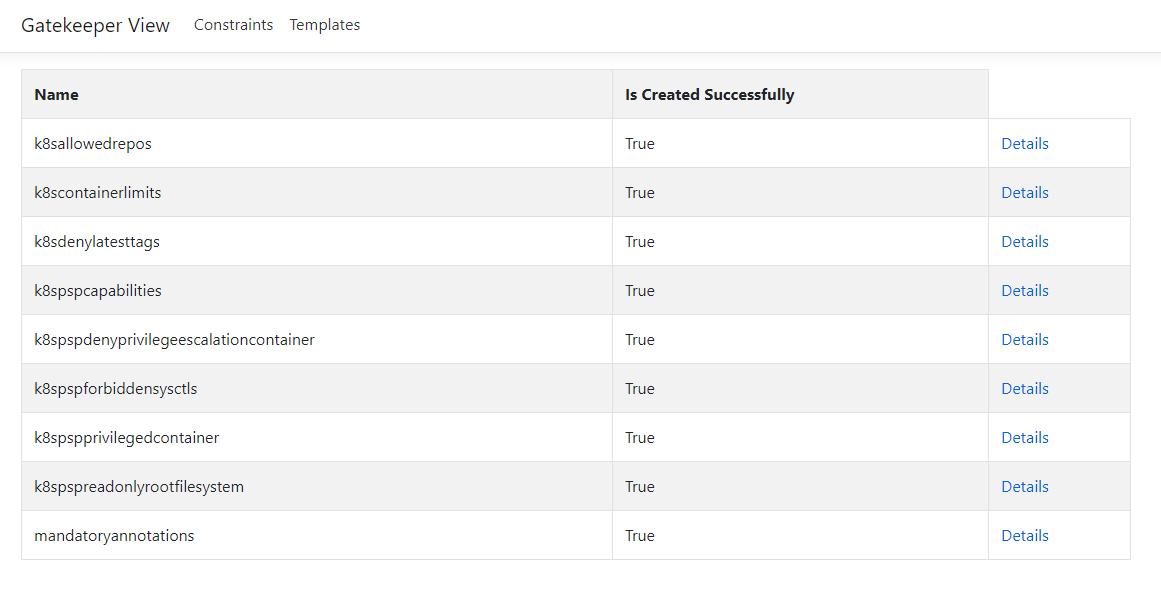 Gatekeeper View Constraints Templates
Name Is Created Successfully
k8sallowedrepos True Details
k8scontainerlimits True Details
k8sdenylatesttags True Details
k8spspcapabilities True Details
k8spspdenyprivilegeescalationcontainer True Details
k8spspforbiddensysctls True Details
k8spspprivilegedcontainer True Details
k8spspreadonlyrootfilesystem True Details
mandatoryannotations True Details